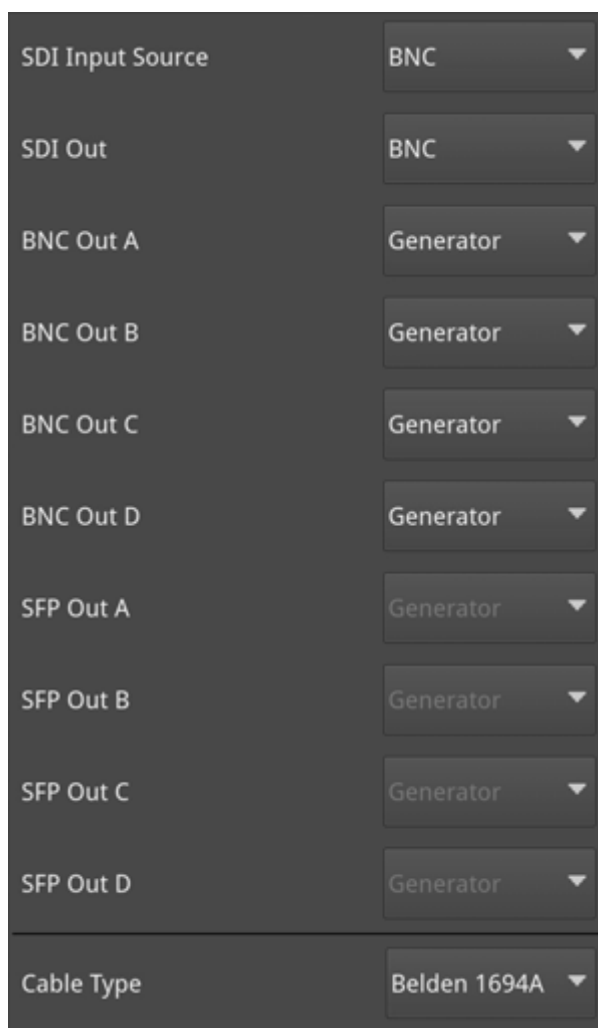 SDI Input Source BNC
SDI Out BNC
BNC Out A Generator
BNC Out B Generator
BNC Out C Generator
BNC Out D Generator
SFP Out A Generator
SFP Out B Generator
SFP Out C Generator
SFP Out D Generator
Cable Type Belden 1694A